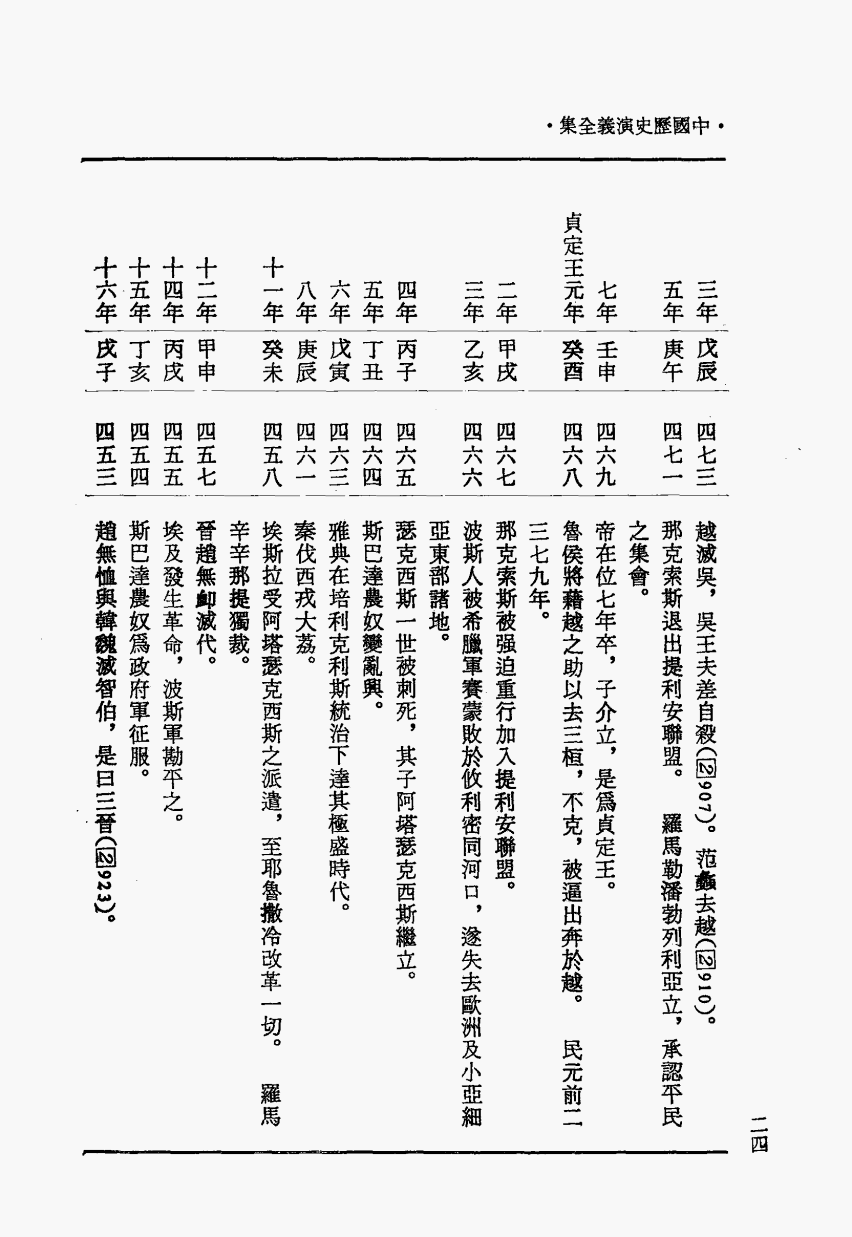 ·中國歷史演義全集·
三年 戊辰 四七三 越滅吳，吳王夫差自殺(②907)。范蠡去越(②910)。
五年 庚午 四七一 那克索斯退出提利安聯盟。　羅馬勒潘勃列利亞立，承認平民
之集會。
七年 壬申 四六九 帝在位七年卒，子介立，是爲貞定王。
貞定王元年 癸酉 四六八 魯侯將藉越之助以去三桓，不克，被逼出奔於越。　民元前二
三七九年。
二年 甲戌 四六七 那克索斯被强迫重行加入提利安聯盟。
三年 乙亥 四六六 波斯人被希臘軍賽蒙敗於攸利密同河口，遂失去歐洲及小亞細
亞東部諸地。
四年 丙子 四六五 瑟克西斯一世被刺死，其子阿塔瑟克西斯繼立。
五年 丁丑 四六四 斯巴達農奴變亂興。
六年 戊寅 四六三 雅典在培利克利斯統治下達其極盛時代。
八年 庚辰 四六一 秦伐西戎大荔。
十一年 癸未 四五八 埃斯拉受阿塔瑟克西斯之派遣，至耶魯撒冷改革一切。　羅馬
辛辛那提獨裁。
十二年 甲申 四五七 晉趙無卹滅代。
十四年 丙戌 四五五 埃及發生革命，波斯軍勘平之。
十五年 丁亥 四五四 斯巴達農奴爲政府軍征服。
十六年 戊子 四五三 趙無恤與韓魏滅智伯，是曰三晉(②923)。
二四